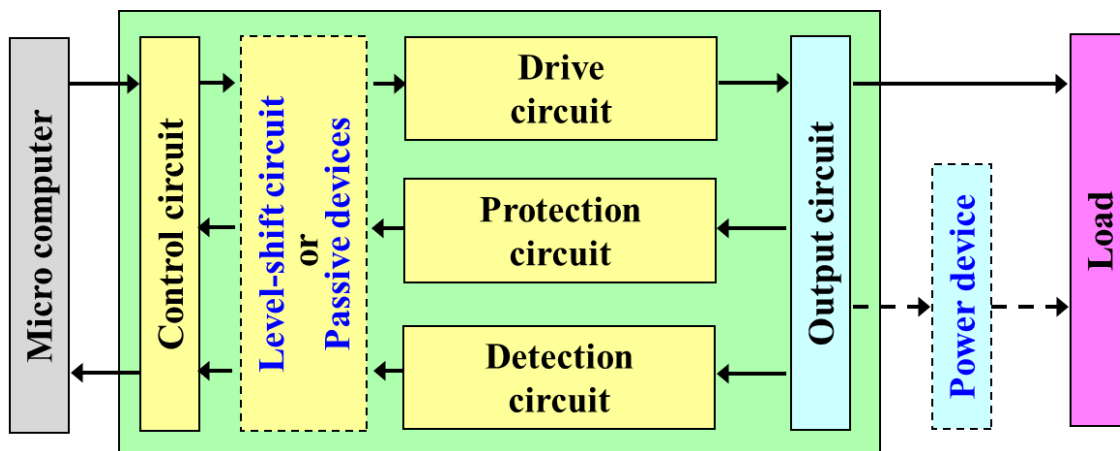 Micro computer
Control circuit
Level-shift circuit
or
Passive devices
Drive
circuit
Protection
circuit
Detection
circuit
Output circuit
Power device
Load